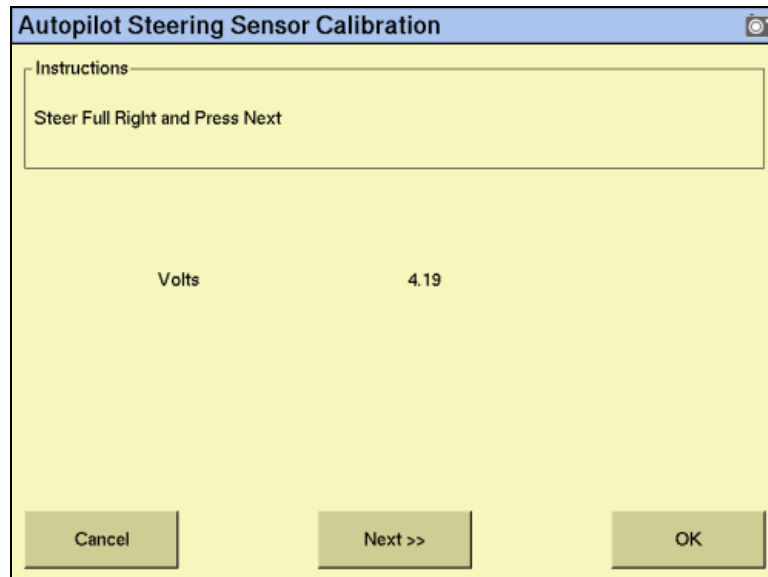 Autopilot Steering Sensor Calibration
Instructions
Steer Full Right and Press Next
Volts 4.19
Cancel Next >> OK